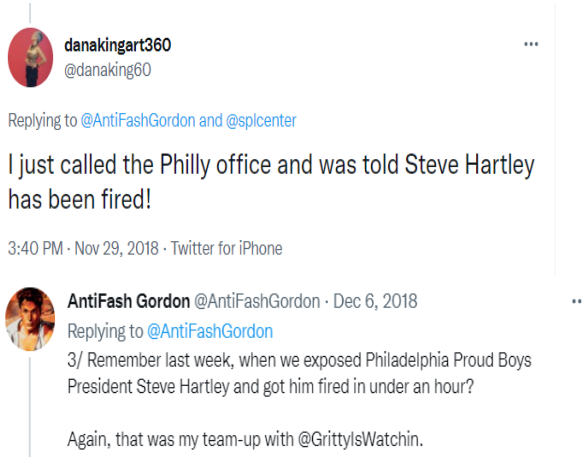 danakingart360
@danaking60
Replying to @AntiFashGordon and @splcenter
I just called the Philly office and was told Steve Hartley
has been fired!
3:40 PM · Nov 29, 2018 · Twitter for iPhone
AntiFash Gordon @AntiFashGordon · Dec 6, 2018
Replying to @AntiFashGordon
3/ Remember last week, when we exposed Philadelphia Proud Boys
President Steve Hartley and got him fired in under an hour?
Again, that was my team-up with @GrittyIsWatchin.